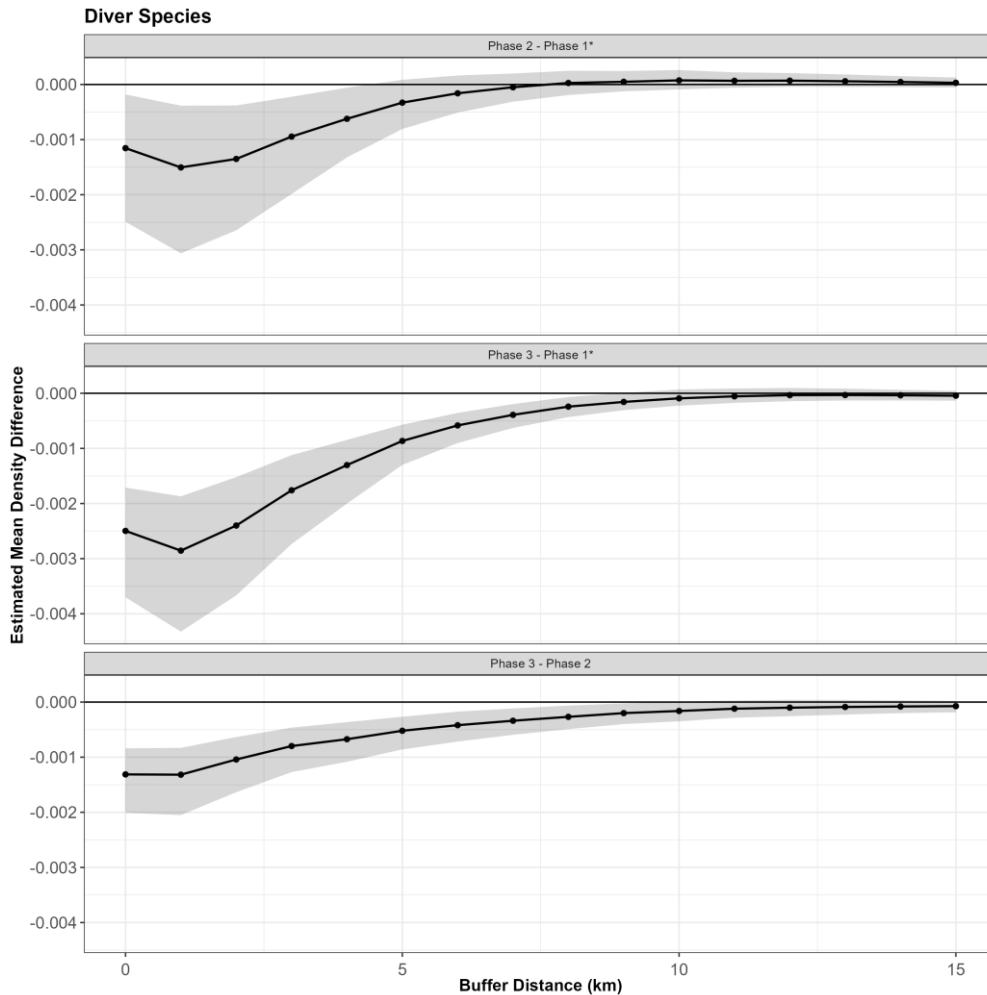 Diver Species
Phase 2 - Phase 1*
0.000
-0.001
-0.002
-0.003
-0.004
Phase 3 - Phase 1*
0.000
-0.001
-0.002
-0.003
-0.004
Phase 3 - Phase 2
0.000
-0.001
-0.002
-0.003
-0.004
Estimated Mean Density Difference
0 5 10 15
Buffer Distance (km)